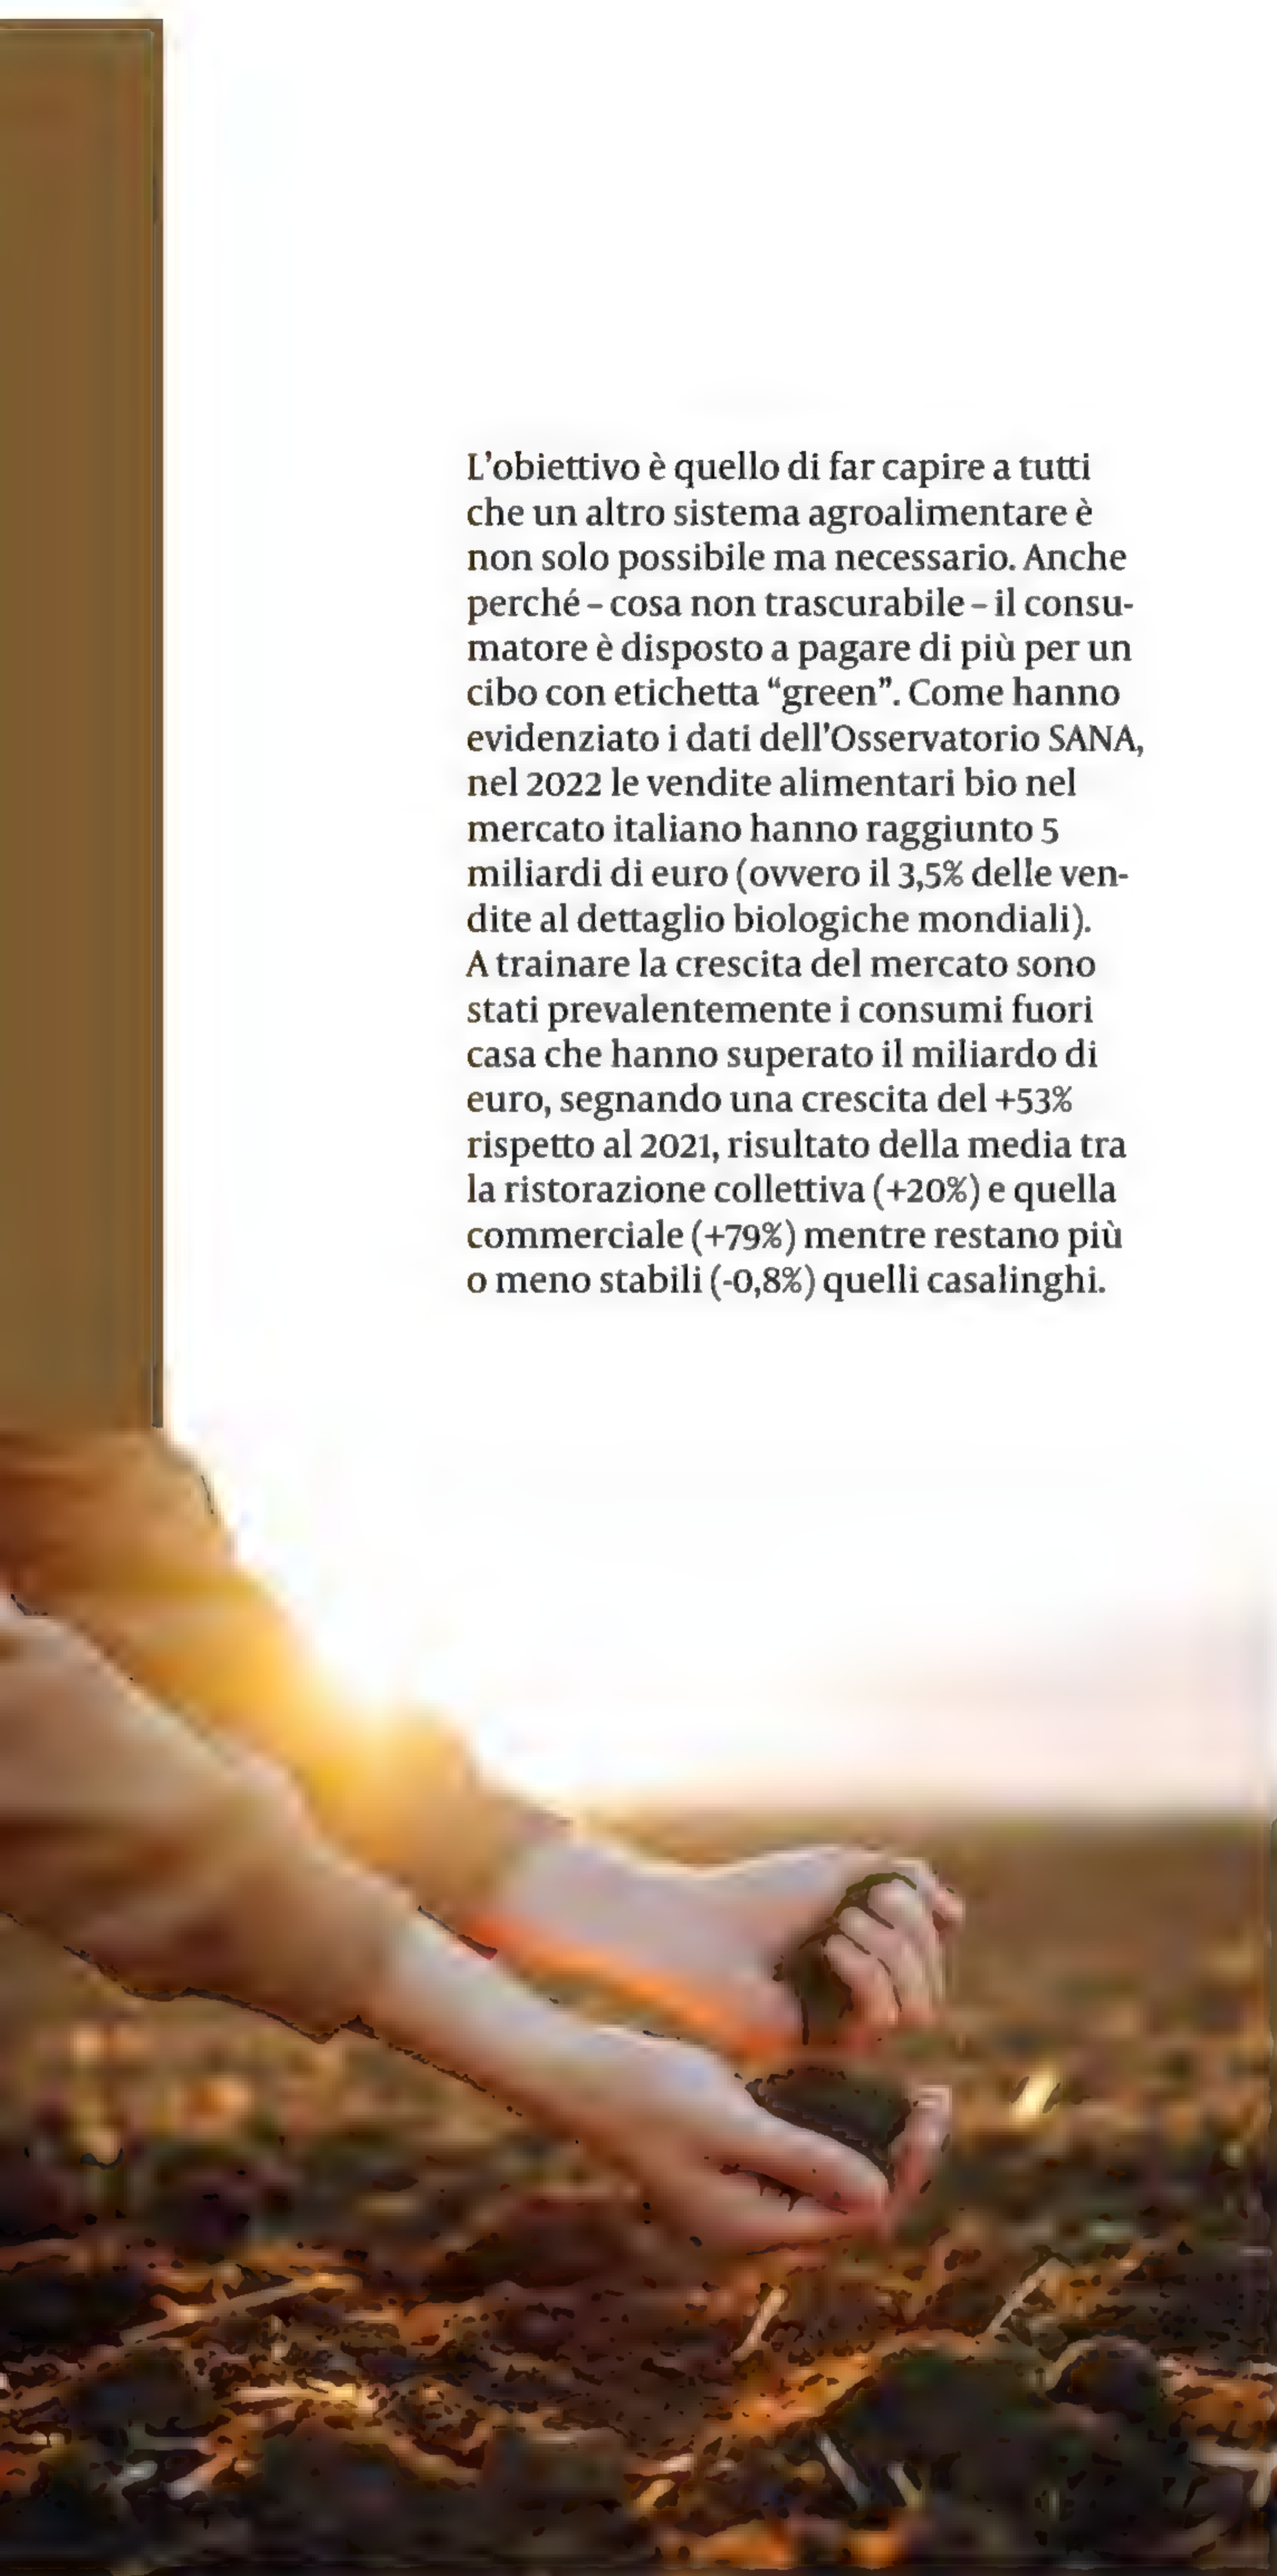 L’obiettivo è quello di far capire a tutti
che un altro sistema agroalimentare è
non solo possibile ma necessario. Anche
perché – cosa non trascurabile – il consu-
matore è disposto a pagare di più per un
cibo con etichetta “green”. Come hanno
evidenziato i dati dell’Osservatorio SANA,
nel 2022 le vendite alimentari bio nel
mercato italiano hanno raggiunto 5
miliardi di euro (ovvero il 3,5% delle ven-
dite al dettaglio biologiche mondiali).
A trainare la crescita del mercato sono
stati prevalentemente i consumi fuori
casa che hanno superato il miliardo di
euro, segnando una crescita del +53%
rispetto al 2021, risultato della media tra
la ristorazione collettiva (+20%) e quella
commerciale (+79%) mentre restano più
o meno stabili (-0,8%) quelli casalinghi.